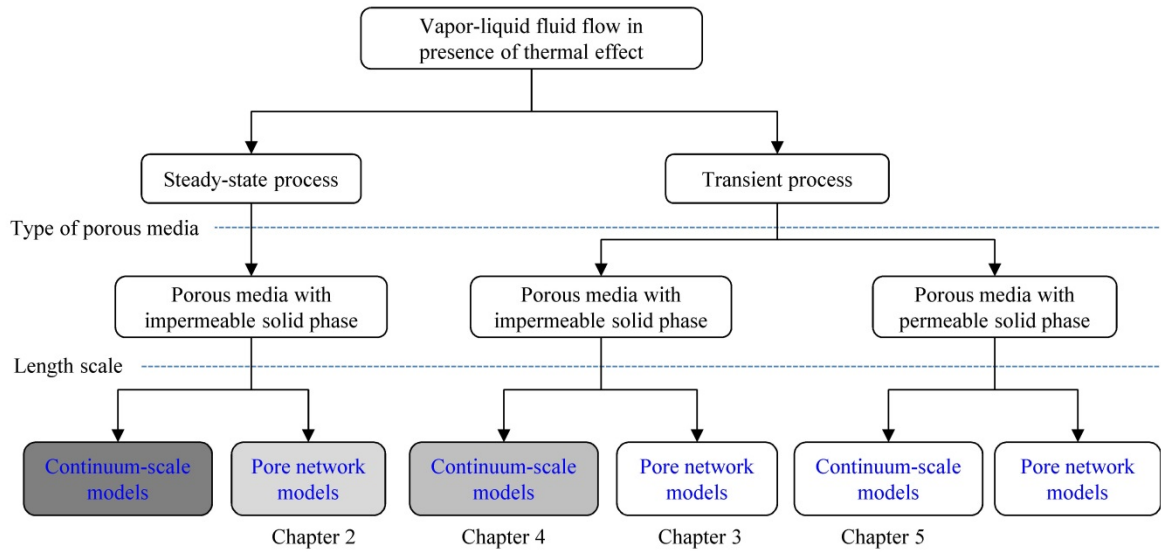 Vapor-liquid fluid flow in
presence of thermal effect
Steady-state process
Transient process
Type of porous media
Porous media with
impermeable solid phase
Porous media with
impermeable solid phase
Porous media with
permeable solid phase
Length scale
Continuum-scale
models
Pore network
models
Continuum-scale
models
Pore network
models
Continuum-scale
models
Pore network
models
Chapter 2
Chapter 4
Chapter 3
Chapter 5